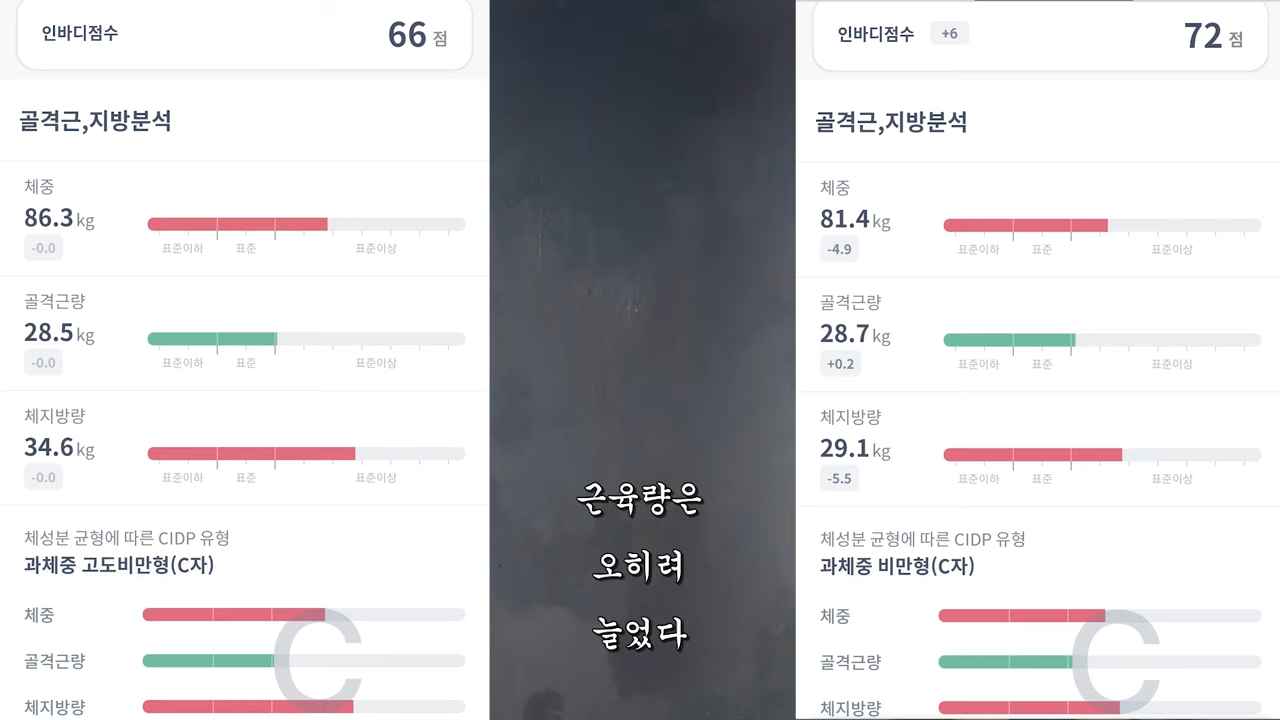 인바디점수
66 점
골격근,지방분석
체중
86.3 kg
-0.0
표준이하 표준 표준이상
골격근량
28.5 kg
-0.0
표준이하 표준 표준이상
체지방량
34.6 kg
-0.0
표준이하 표준 표준이상
체성분 균형에 따른 CIDP 유형
과체중 고도비만형(C자)
체중
골격근량
체지방량
C
근육량은
오히려
늘었다
인바디점수 +6
72 점
골격근,지방분석
체중
81.4 kg
-4.9
표준이하 표준 표준이상
골격근량
28.7 kg
+0.2
표준이하 표준 표준이상
체지방량
29.1 kg
-5.5
표준이하 표준 표준이상
체성분 균형에 따른 CIDP 유형
과체중 비만형(C자)
체중
골격근량
체지방량
C